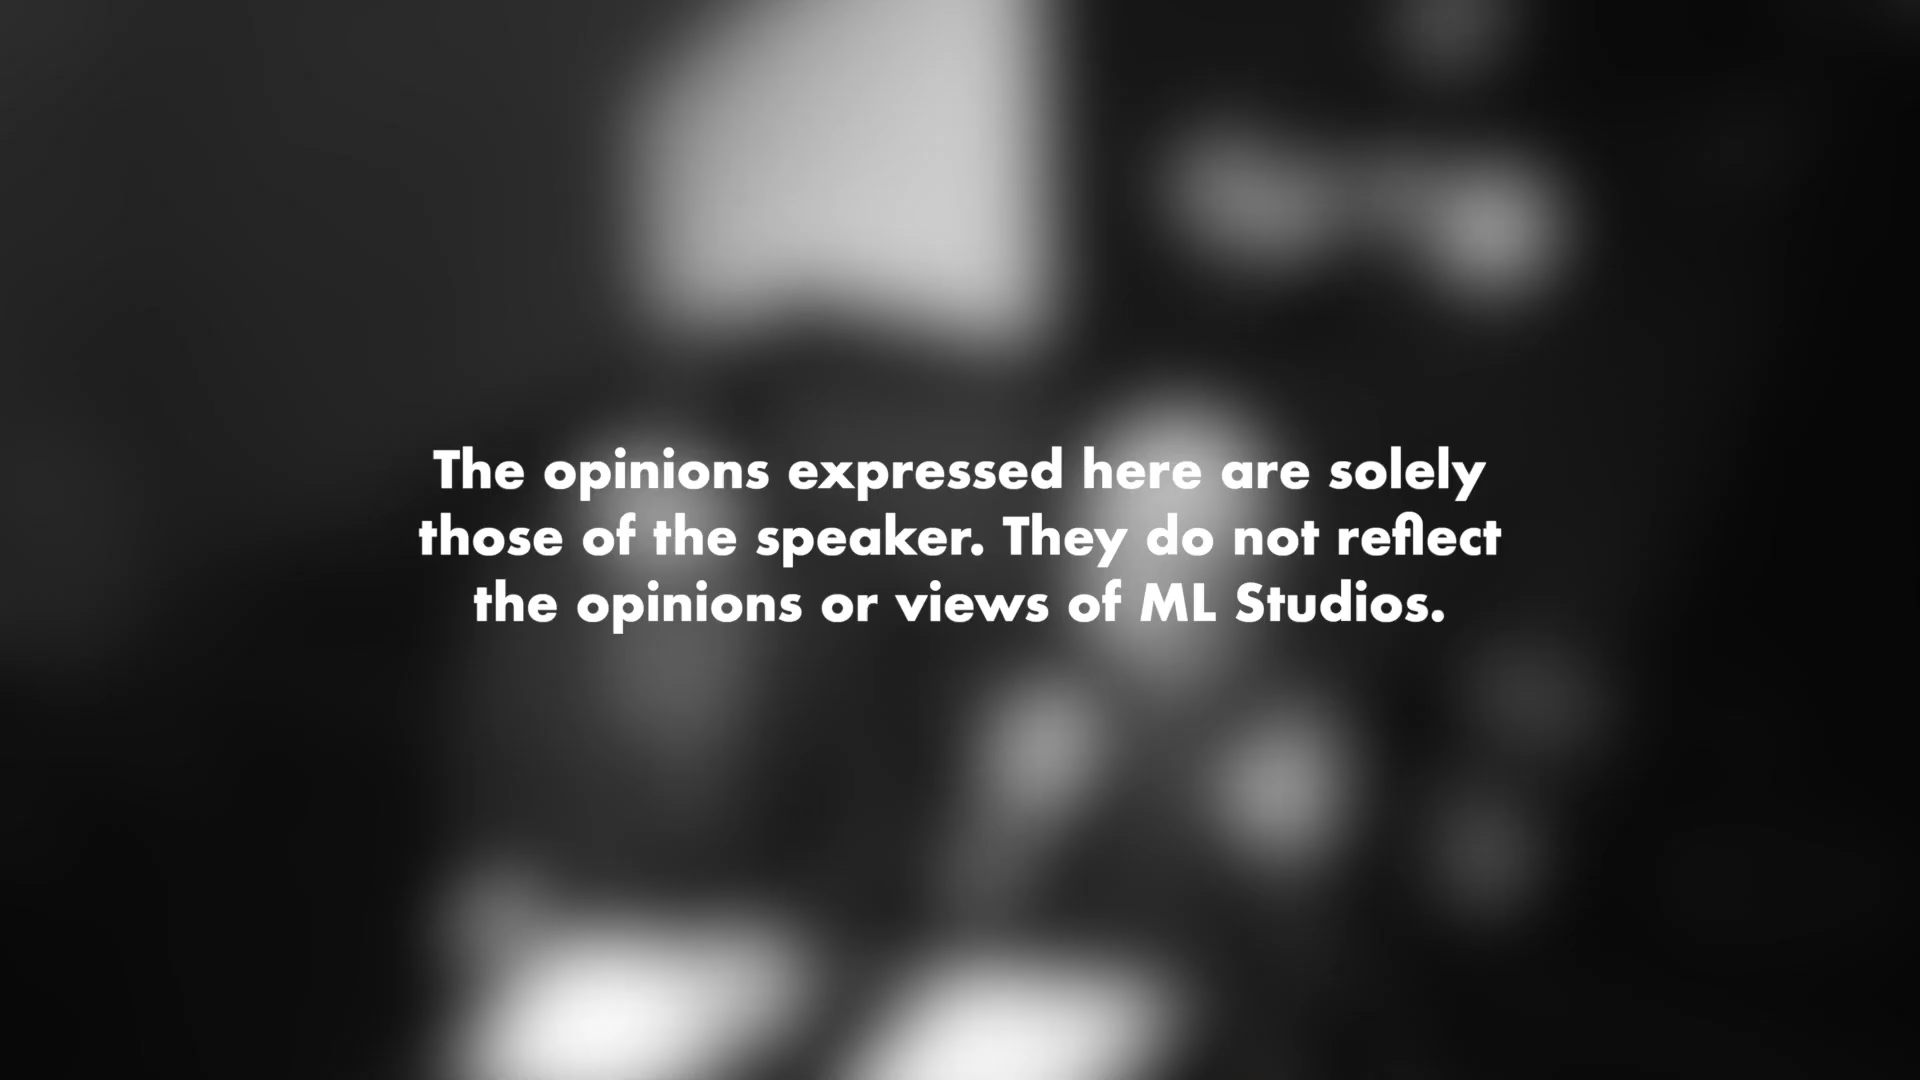 The opinions expressed here are solely
those of the speaker. They do not reflect
the opinions or views of ML Studios.